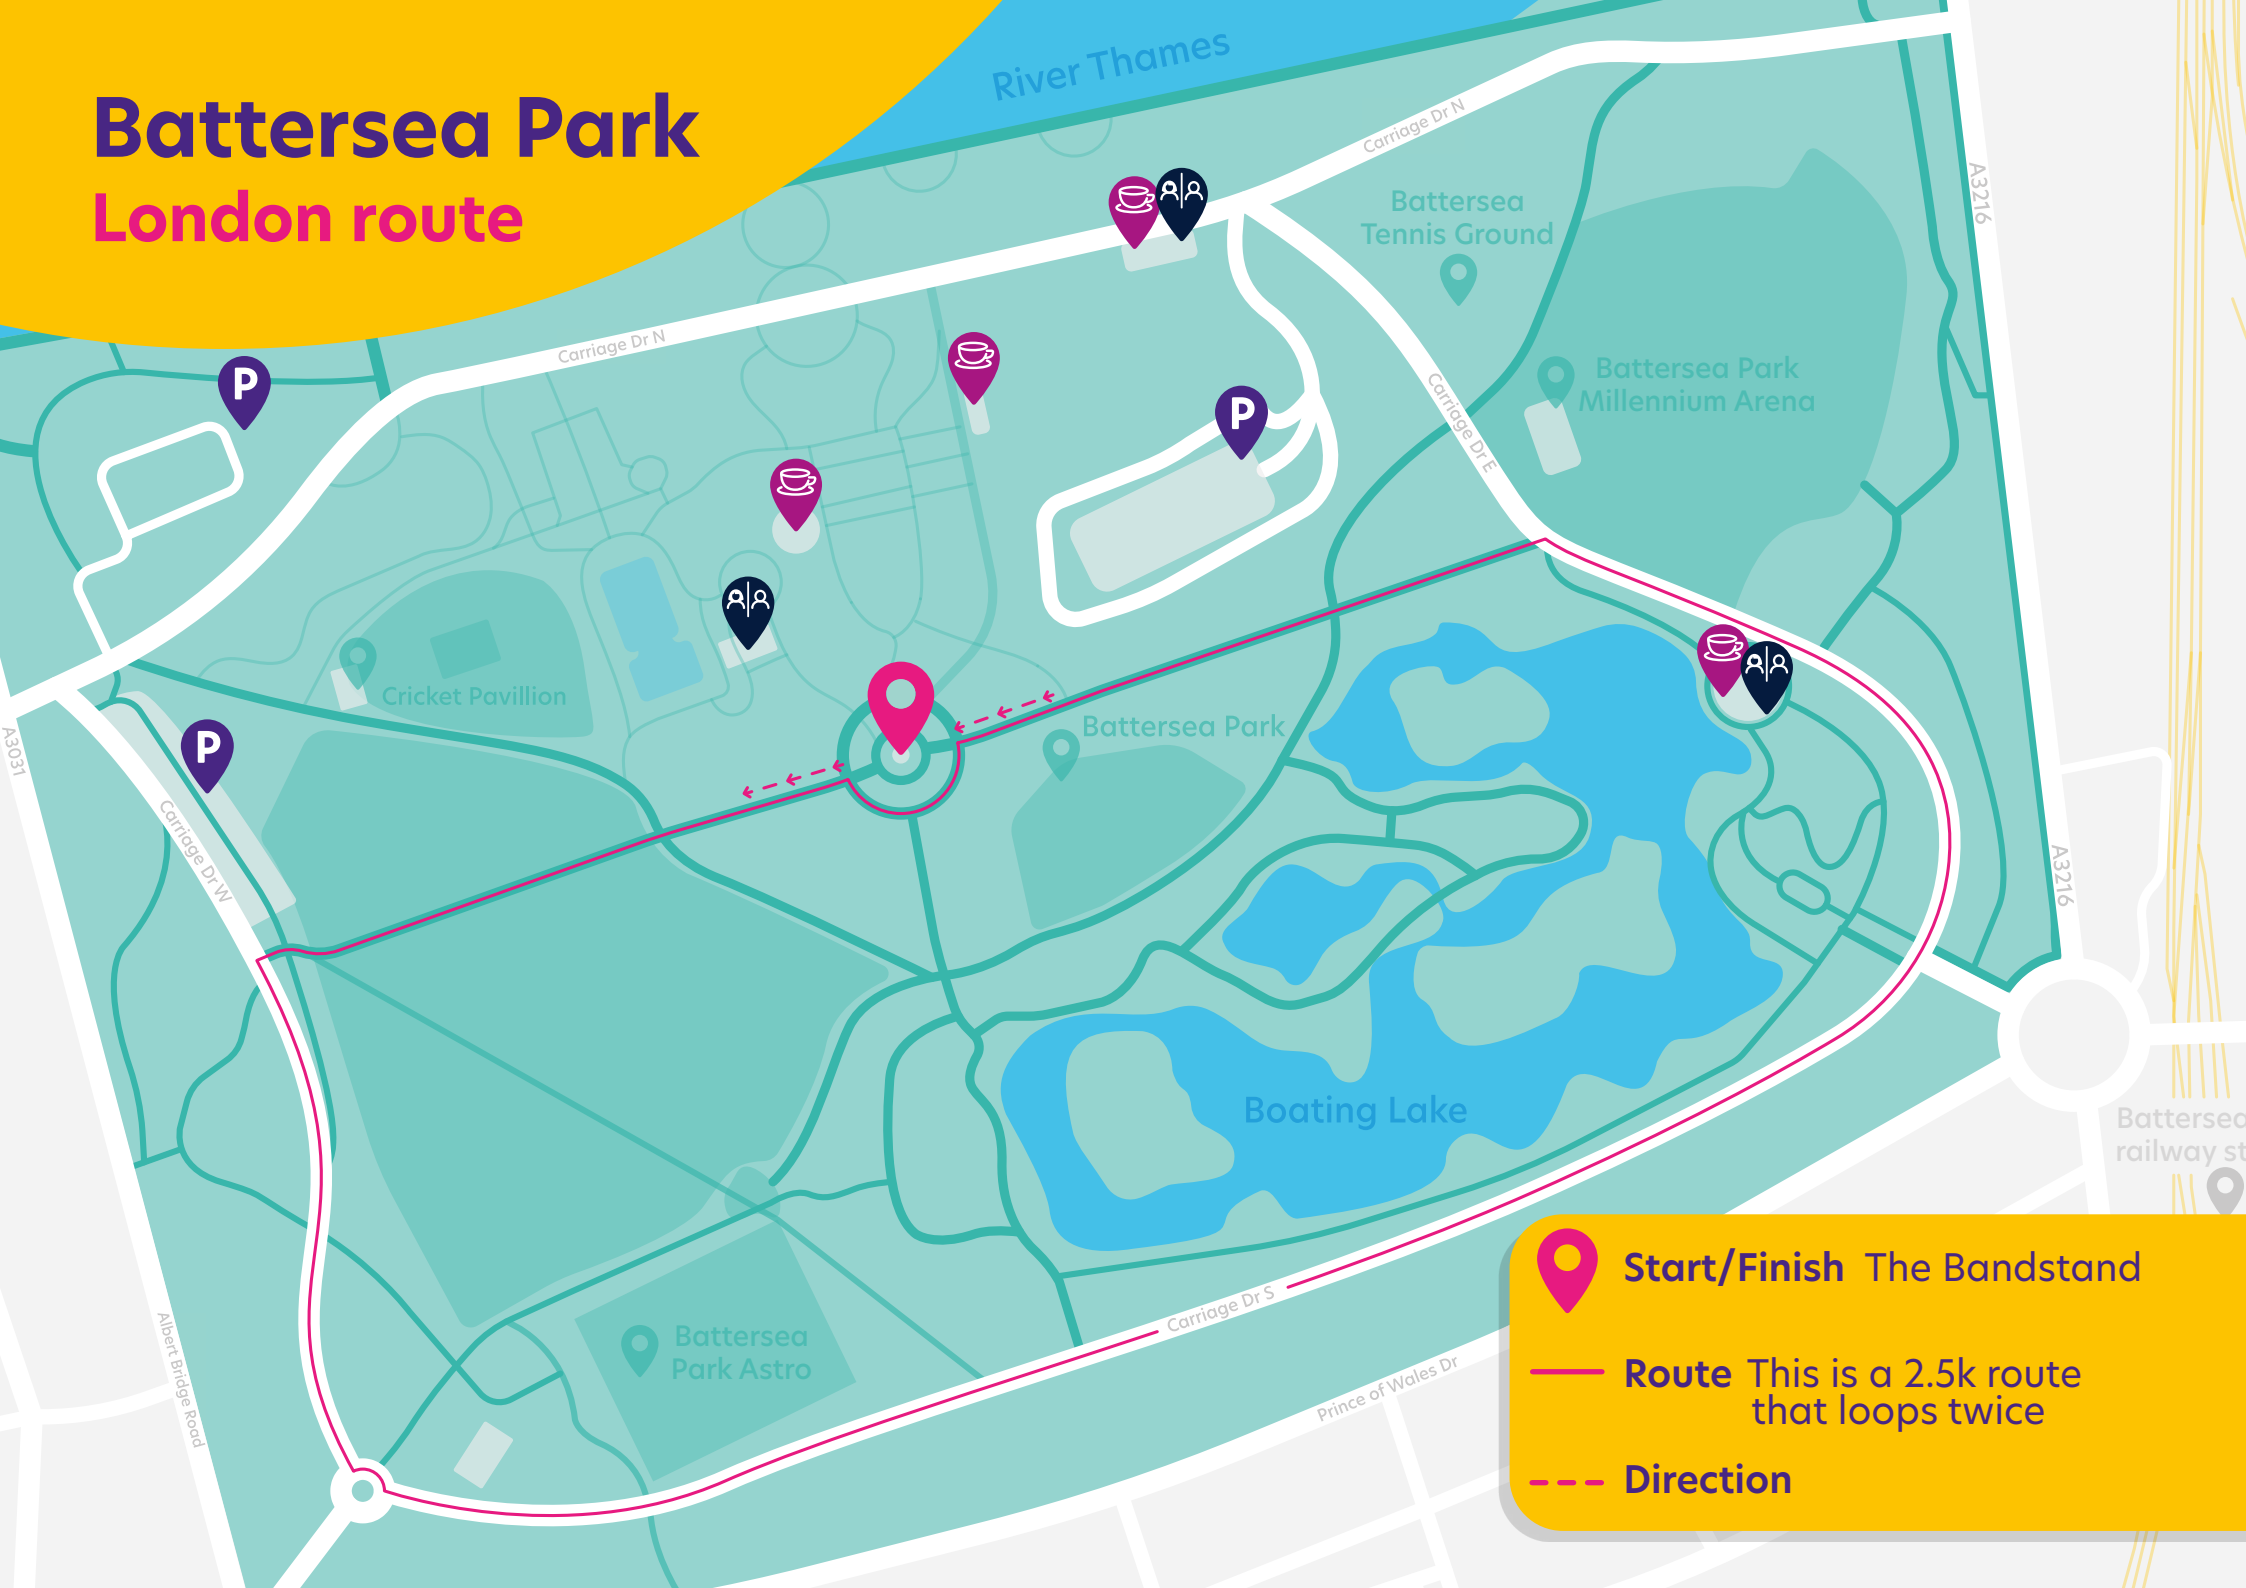 Battersea Park
London route
River Thames
Carriage Dr N
Carriage Dr N
A3216
Battersea
Tennis Ground
P
P
Battersea Park
Millennium Arena
Carriage Dr E
Cricket Pavillion
Battersea Park
A3031
P
Carriage Dr W
A3216
Boating Lake
Battersea
railway st
Start/Finish The Bandstand
Route This is a 2.5k route
that loops twice
Direction
Carriage Dr S
Battersea
Park Astro
Albert Bridge Road
Prince of Wales Dr